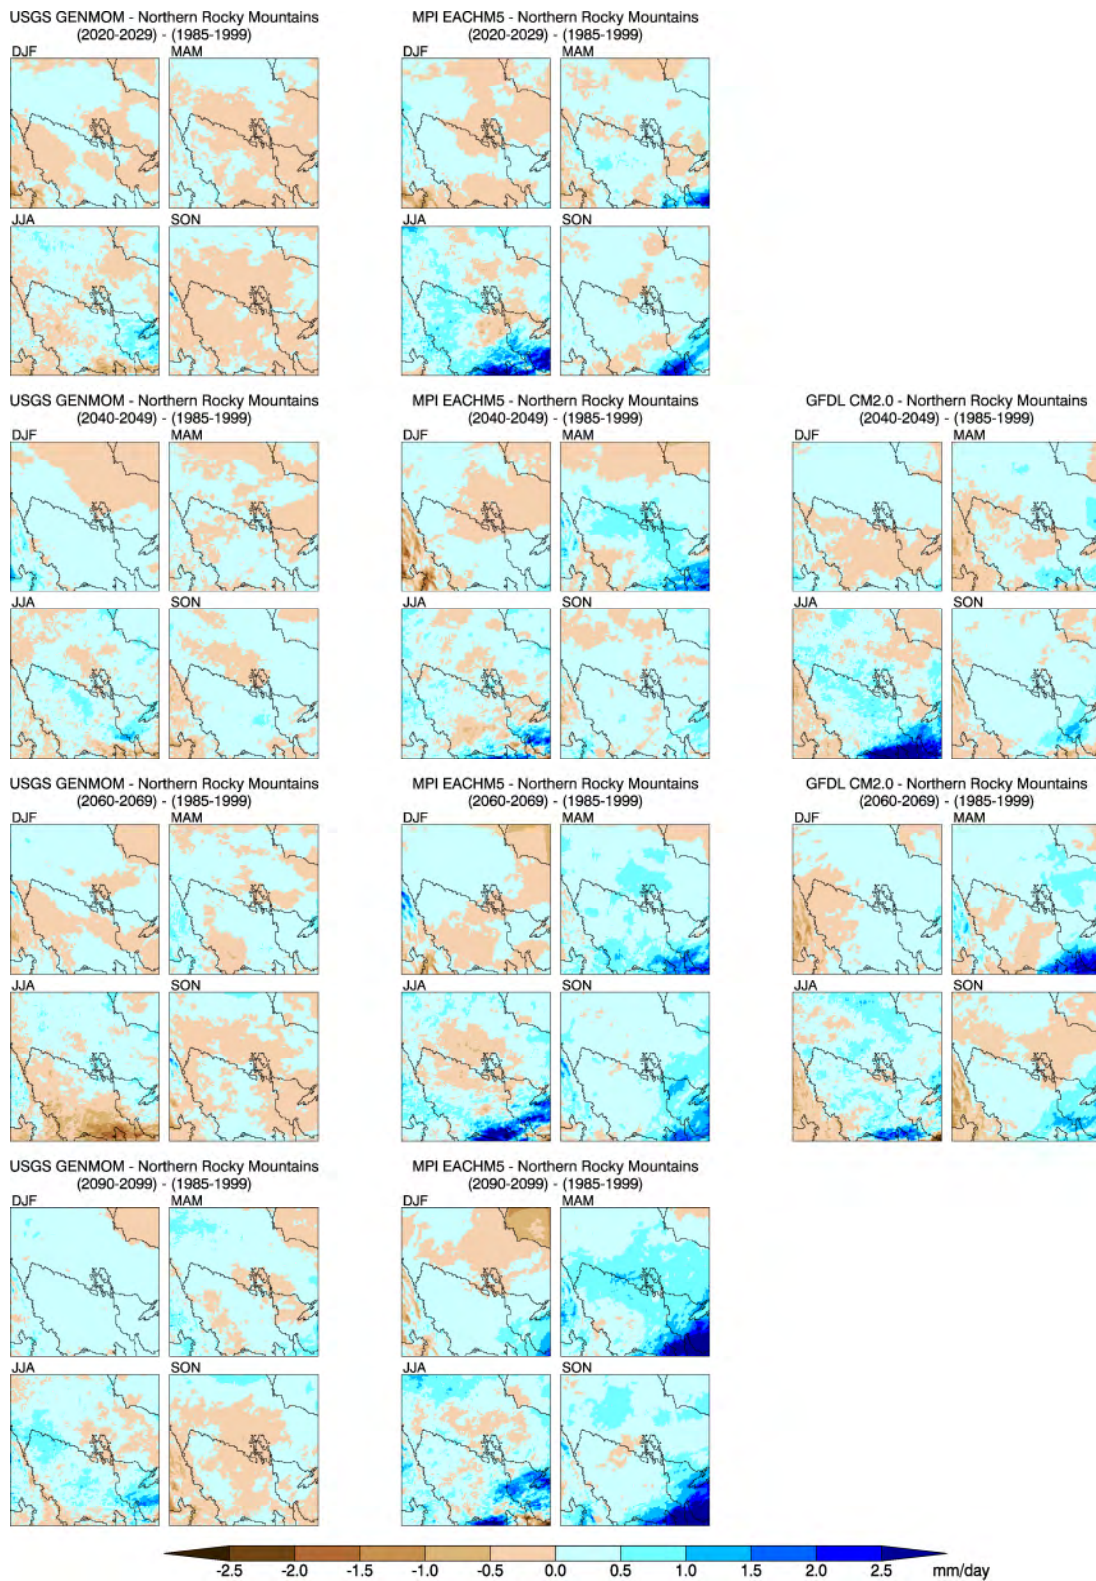 USGS GENMOM - Northern Rocky Mountains
(2020-2029) - (1985-1999)
DJF
MAM
JJA
SON
MPI EACHM5 - Northern Rocky Mountains
(2020-2029) - (1985-1999)
DJF
MAM
JJA
SON
USGS GENMOM - Northern Rocky Mountains
(2040-2049) - (1985-1999)
DJF
MAM
JJA
SON
MPI EACHM5 - Northern Rocky Mountains
(2040-2049) - (1985-1999)
DJF
MAM
JJA
SON
GFDL CM2.0 - Northern Rocky Mountains
(2040-2049) - (1985-1999)
DJF
MAM
JJA
SON
USGS GENMOM - Northern Rocky Mountains
(2060-2069) - (1985-1999)
DJF
MAM
JJA
SON
MPI EACHM5 - Northern Rocky Mountains
(2060-2069) - (1985-1999)
DJF
MAM
JJA
SON
GFDL CM2.0 - Northern Rocky Mountains
(2060-2069) - (1985-1999)
DJF
MAM
JJA
SON
USGS GENMOM - Northern Rocky Mountains
(2090-2099) - (1985-1999)
DJF
MAM
JJA
SON
MPI EACHM5 - Northern Rocky Mountains
(2090-2099) - (1985-1999)
DJF
MAM
JJA
SON
-2.5 -2.0 -1.5 -1.0 -0.5 0.0 0.5 1.0 1.5 2.0 2.5 mm/day